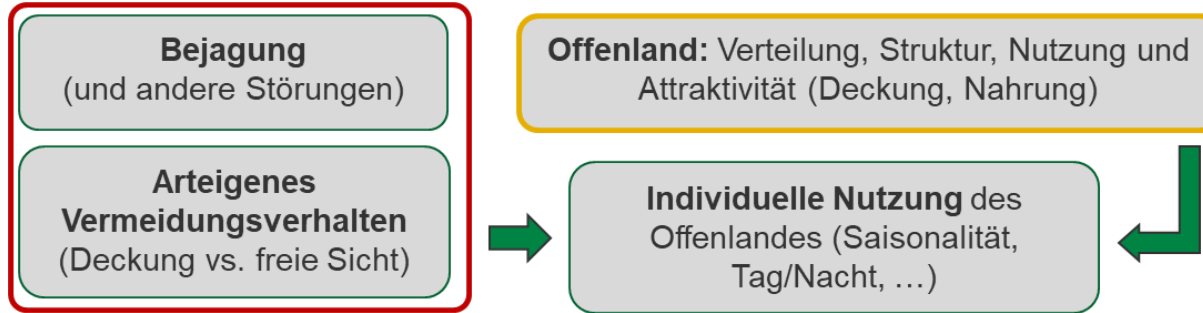 Bejagung
(und andere Störungen)
Arteigenes
Vermeidungsverhalten
(Deckung vs. freie Sicht)
Offenland: Verteilung, Struktur, Nutzung und
Attraktivität (Deckung, Nahrung)
Individuelle Nutzung des
Offenlandes (Saisonalität,
Tag/Nacht, …)